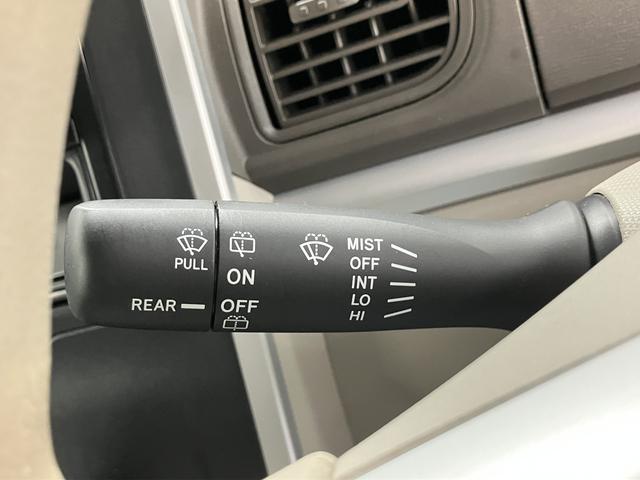 PULL
REAR
ON
OFF
MIST
OFF
INT
LO
HI